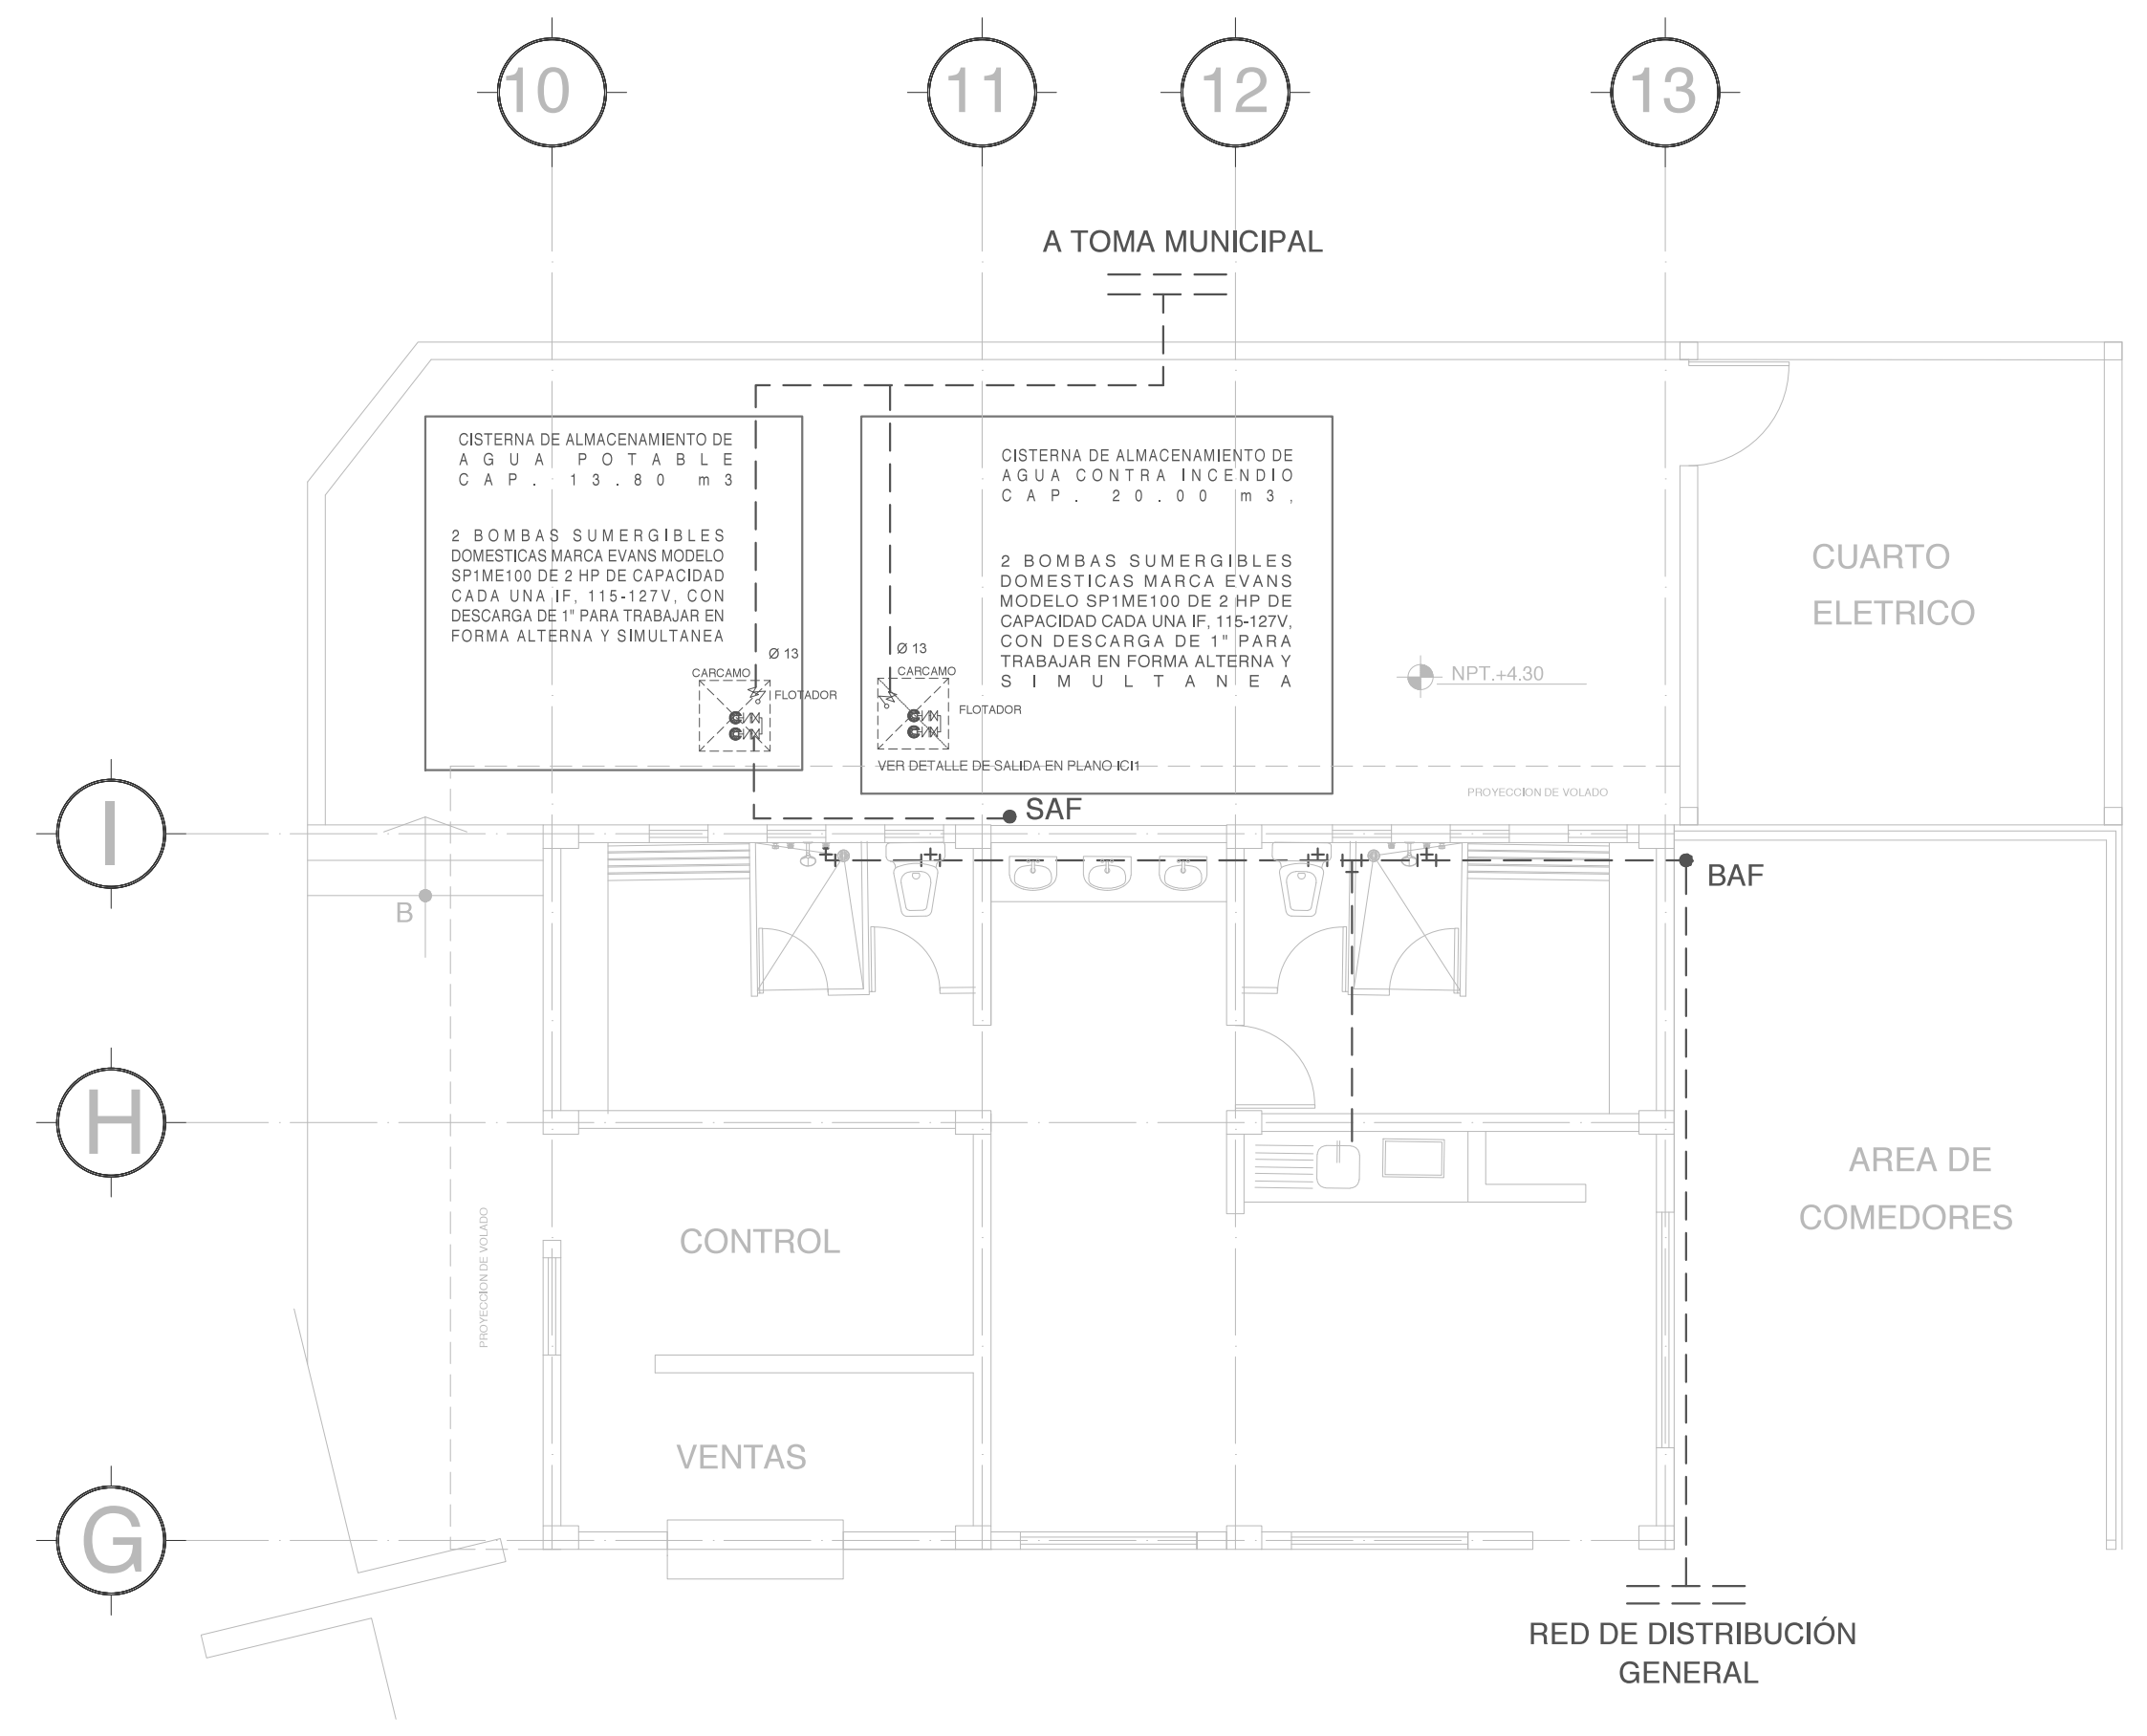 10
11
12
13
A TOMA MUNICIPAL
CISTERNA DE ALMACENAMIENTO DE
AGUA POTABLE
CAP. 13.80 m3
2 BOMBAS SUMERGIBLES
DOMESTICAS MARCA EVANS MODELO
SP1ME100 DE 2 HP DE CAPACIDAD
CADA UNA IF, 115-127V, CON
DESCARGA DE 1" PARA TRABAJAR EN
FORMA ALTERNA Y SIMULTANEA
Ø 13
CARCAMO
FLOTADOR
CISTERNA DE ALMACENAMIENTO DE
AGUA CONTRA INCENDIO
CAP. 20.00 m3,
2 BOMBAS SUMERGIBLES
DOMESTICAS MARCA EVANS
MODELO SP1ME100 DE 2 HP DE
CAPACIDAD CADA UNA IF, 115-127V,
CON DESCARGA DE 1" PARA
TRABAJAR EN FORMA ALTERNA Y
SIMULTANEA
Ø 13
CARCAMO
FLOTADOR
VER DETALLE DE SALIDA EN PLANO ICI1
CUARTO
ELETRICO
NPT.+4.30
PROYECCION DE VOLADO
SAF
I
BAF
B
H
AREA DE
COMEDORES
CONTROL
PROYECCION DE VOLADO
VENTAS
G
RED DE DISTRIBUCIÓN
GENERAL